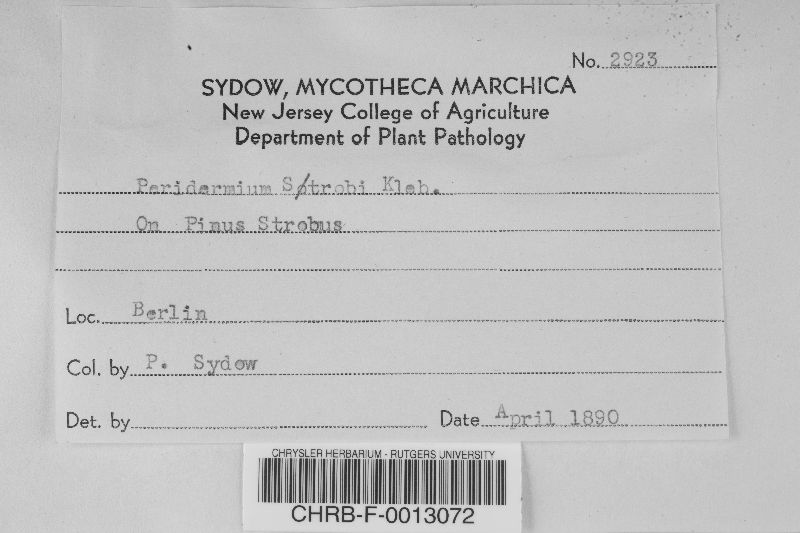 No. 2923
SYDOW, MYCOTHECA MARCHICA
New Jersey College of Agriculture
Department of Plant Pathology
Peridermium Strobi Kleb.
On Pinus Strobus
Loc. Berlin
Col. by P. Sydow
Det. by
Date April 1890
CHRYSLER HERBARIUM - RUTGERS UNIVERSITY
CHRB-F-0013072